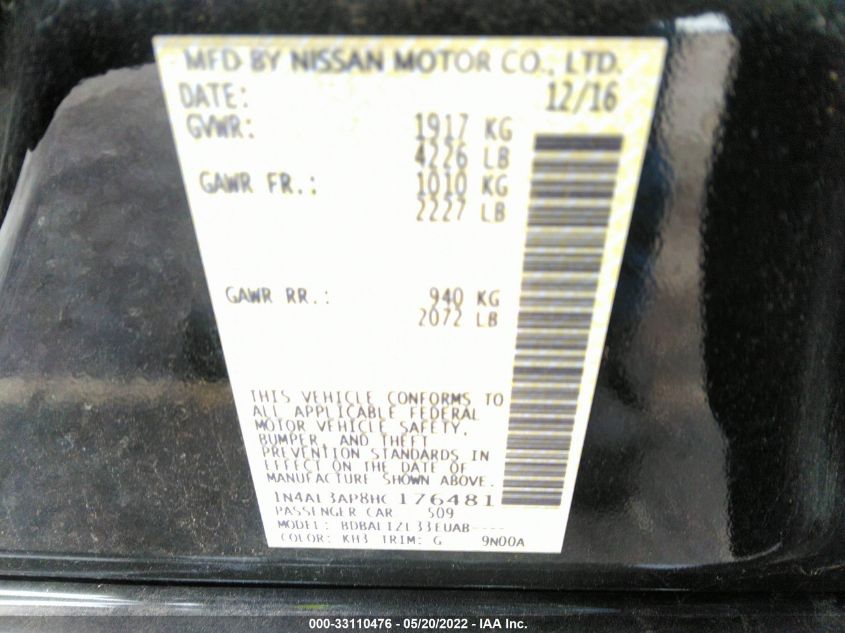 MFD BY NISSAN MOTOR CO., LTD.
DATE: 12/16
GVWR: 1917 KG
4226 LB
GAWR FR.: 1010 KG
2227 LB
GAWR RR.: 940 KG
2072 LB
THIS VEHICLE CONFORMS TO
ALL APPLICABLE FEDERAL
MOTOR VEHICLE SAFETY,
BUMPER, AND THEFT
PREVENTION STANDARDS IN
EFFECT ON THE DATE OF
MANUFACTURE SHOWN ABOVE.
1N4AL3AP8HC176481
PASSENGER CAR 509
MODEL: BDBALIZL33EUAB----
COLOR: KH3 TRIM: G 9N00A
000-33110476 - 05/20/2022 - IAA Inc.